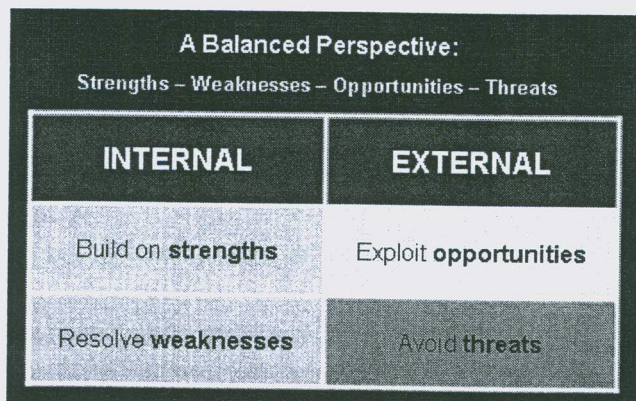 A Balanced Perspective:
Strengths – Weaknesses – Opportunities – Threats
INTERNAL
EXTERNAL
Build on strengths
Exploit opportunities
Resolve weaknesses
Avoid threats